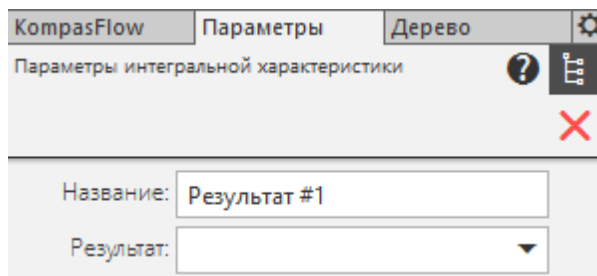 KompasFlow Параметры Дерево
Параметры интегральной характеристики ?
Название: Результат #1
Результат: